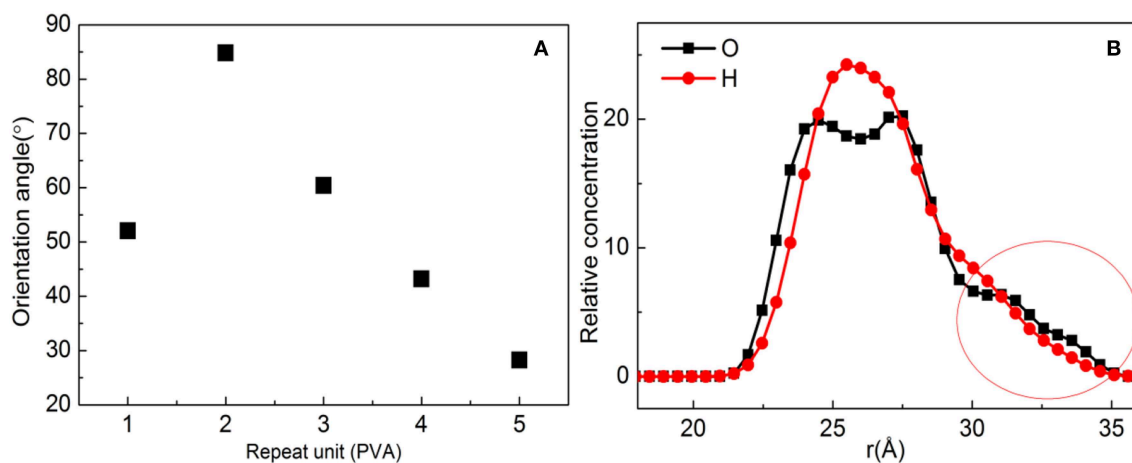 A
Orientation angle(°)
90
80
70
60
50
40
30
20
1 2 3 4 5
Repeat unit (PVA)
B
O
H
Relative concentration
20
10
0
20 25 30 35
r(Å)